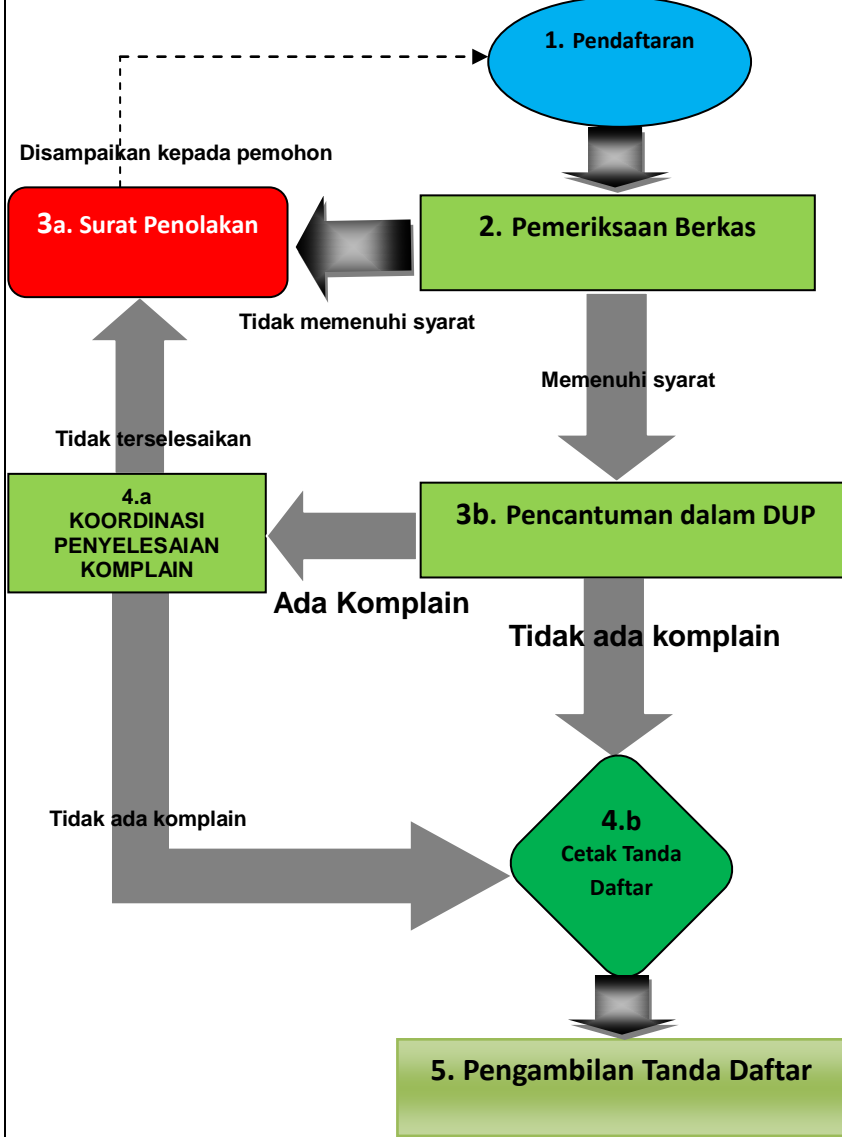 1. Pendaftaran
Disampaikan kepada pemohon
3a. Surat Penolakan
2. Pemeriksaan Berkas
Tidak memenuhi syarat
Memenuhi syarat
Tidak terselesaikan
4.a
KOORDINASI
PENYELESAIAN
KOMPLAIN
3b. Pencantuman dalam DUP
Ada Komplain
Tidak ada komplain
Tidak ada komplain
4.b
Cetak Tanda
Daftar
5. Pengambilan Tanda Daftar